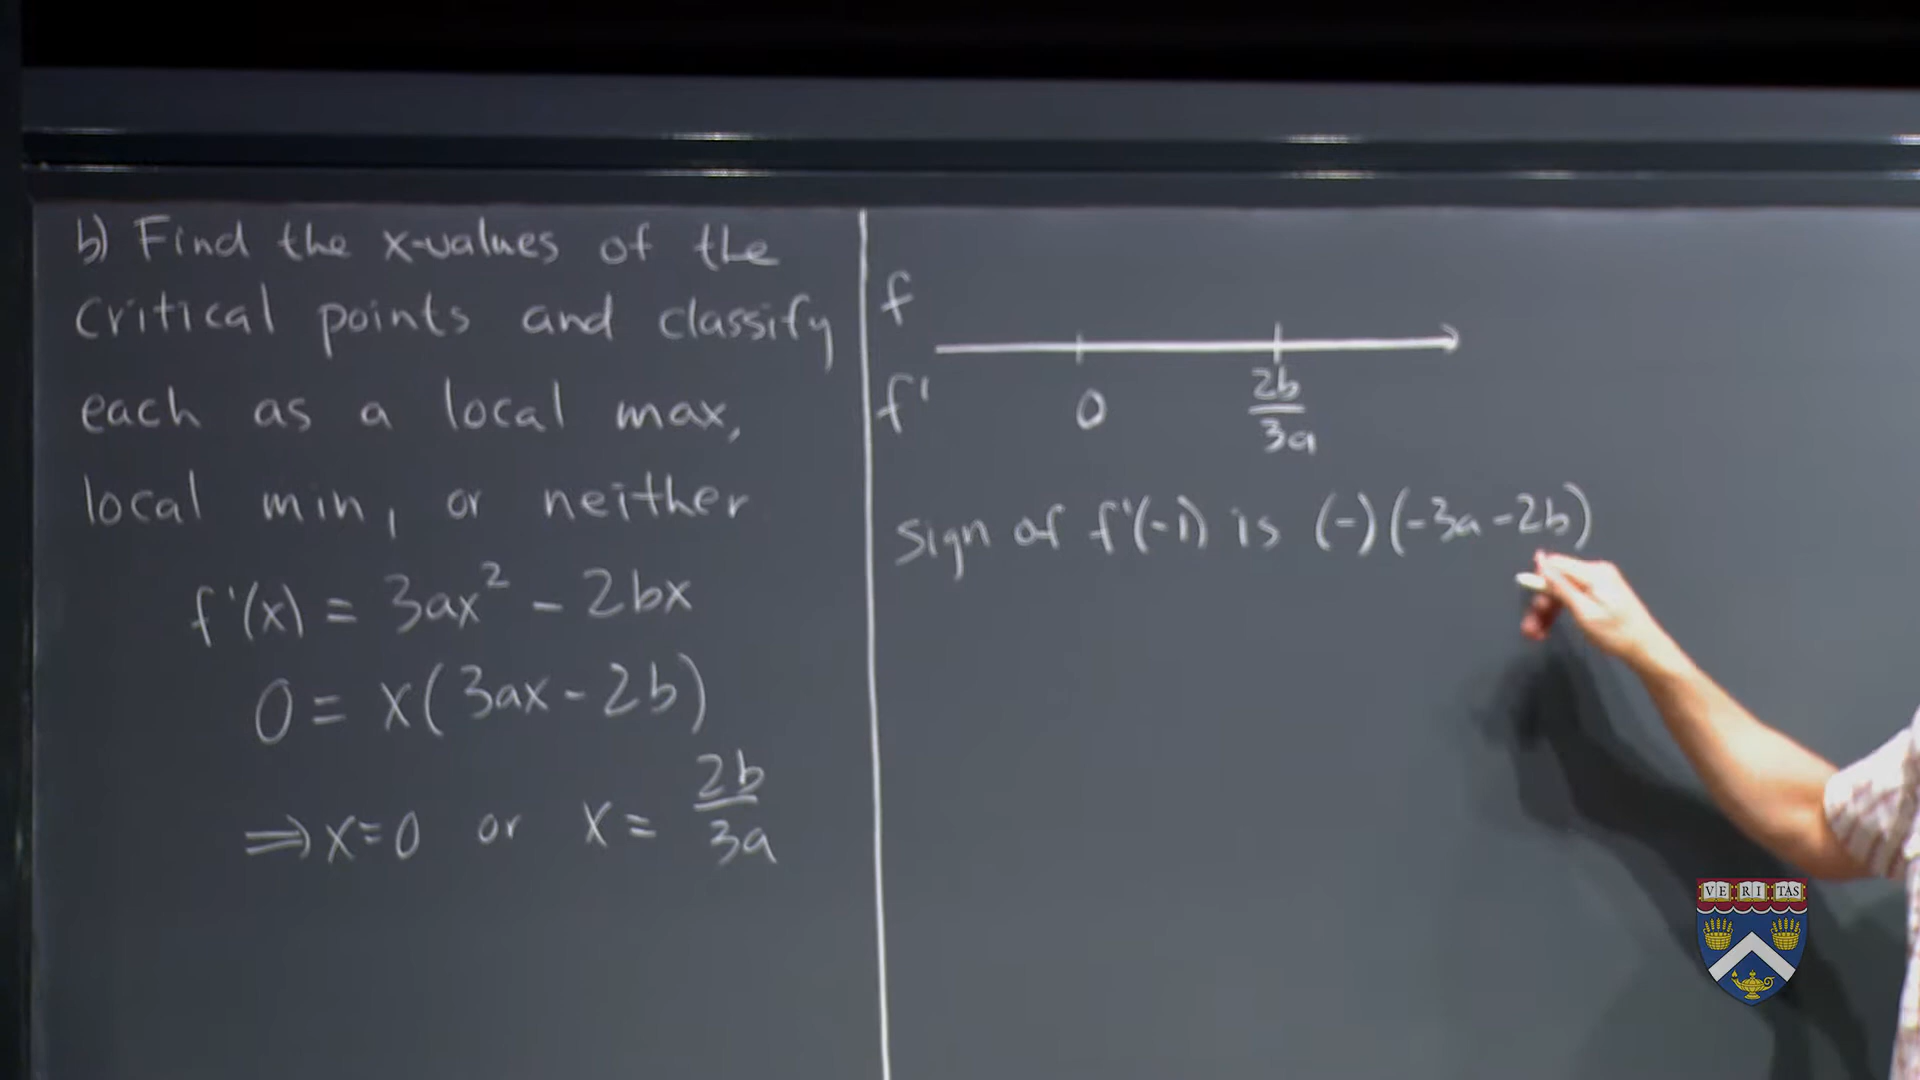 b) Find the x-values of the
critical points and classify
each as a local max,
local min, or neither
f'(x) = 3ax² - 2bx
0 = x(3ax - 2b)
⇒ x=0 or x = 2b/3a
f
f'
0
2b/3a
Sign of f'(-1) is (-)(-3a-2b)
VE RI TAS